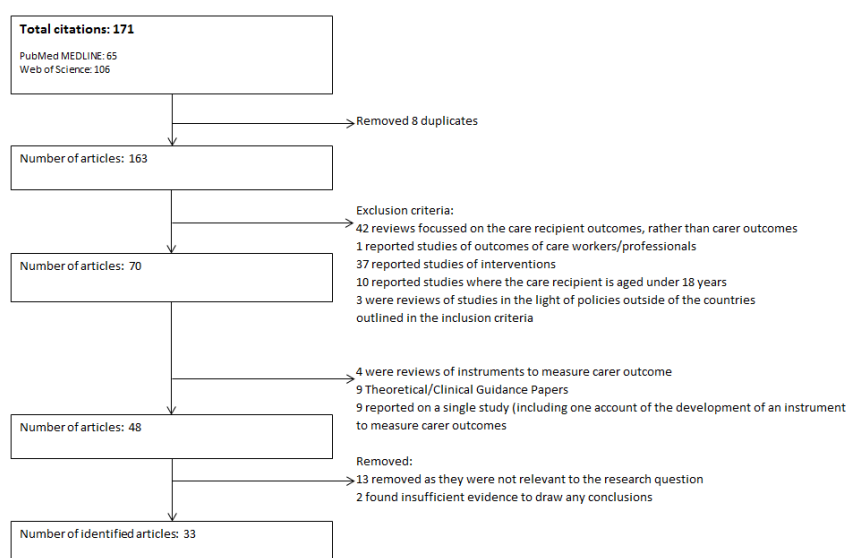 Total citations: 171
PubMed MEDLINE: 65
Web of Science: 106
Removed 8 duplicates
Number of articles: 163
Exclusion criteria:
42 reviews focussed on the care recipient outcomes, rather than carer outcomes
1 reported studies of outcomes of care workers/professionals
37 reported studies of interventions
10 reported studies where the care recipient is aged under 18 years
3 were reviews of studies in the light of policies outside of the countries
outlined in the inclusion criteria
Number of articles: 70
4 were reviews of instruments to measure carer outcome
9 Theoretical/Clinical Guidance Papers
9 reported on a single study (including one account of the development of an instrument
to measure carer outcomes
Number of articles: 48
Removed:
13 removed as they were not relevant to the research question
2 found insufficient evidence to draw any conclusions
Number of identified articles: 33